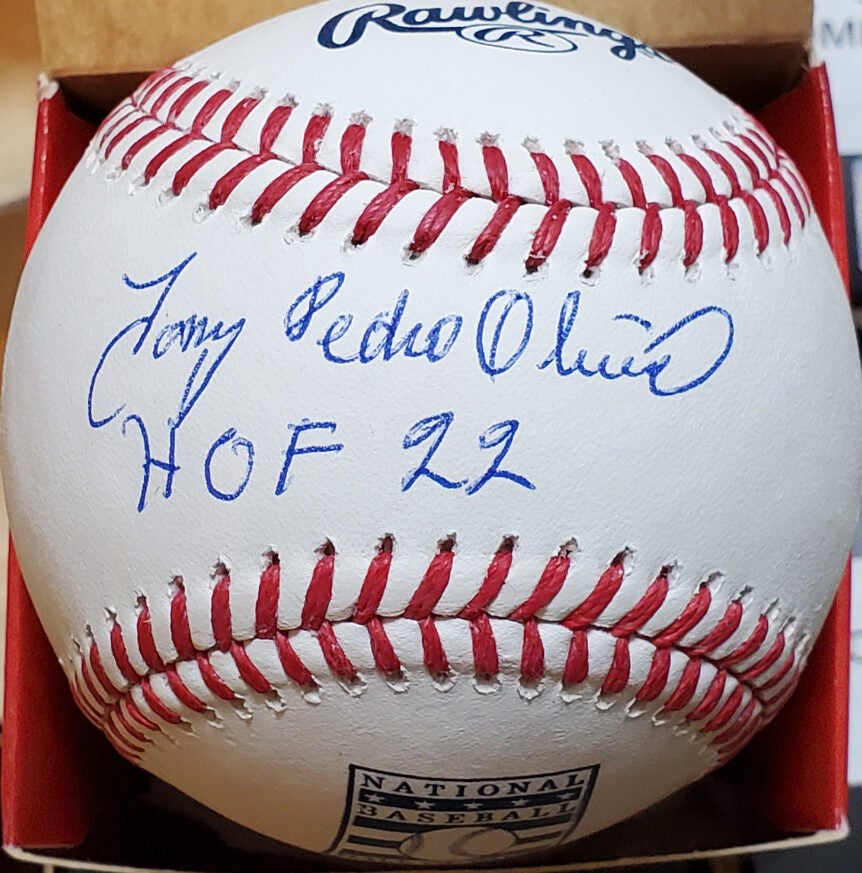 Rawlings
R
Tony Pedro Oliva
HOF 22
NATIONAL
BASEBALL